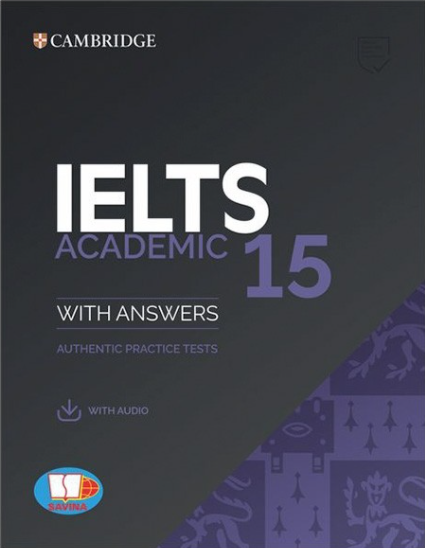 CAMBRIDGE
IELTS
ACADEMIC 15
WITH ANSWERS
AUTHENTIC PRACTICE TESTS
WITH AUDIO
SAVINA